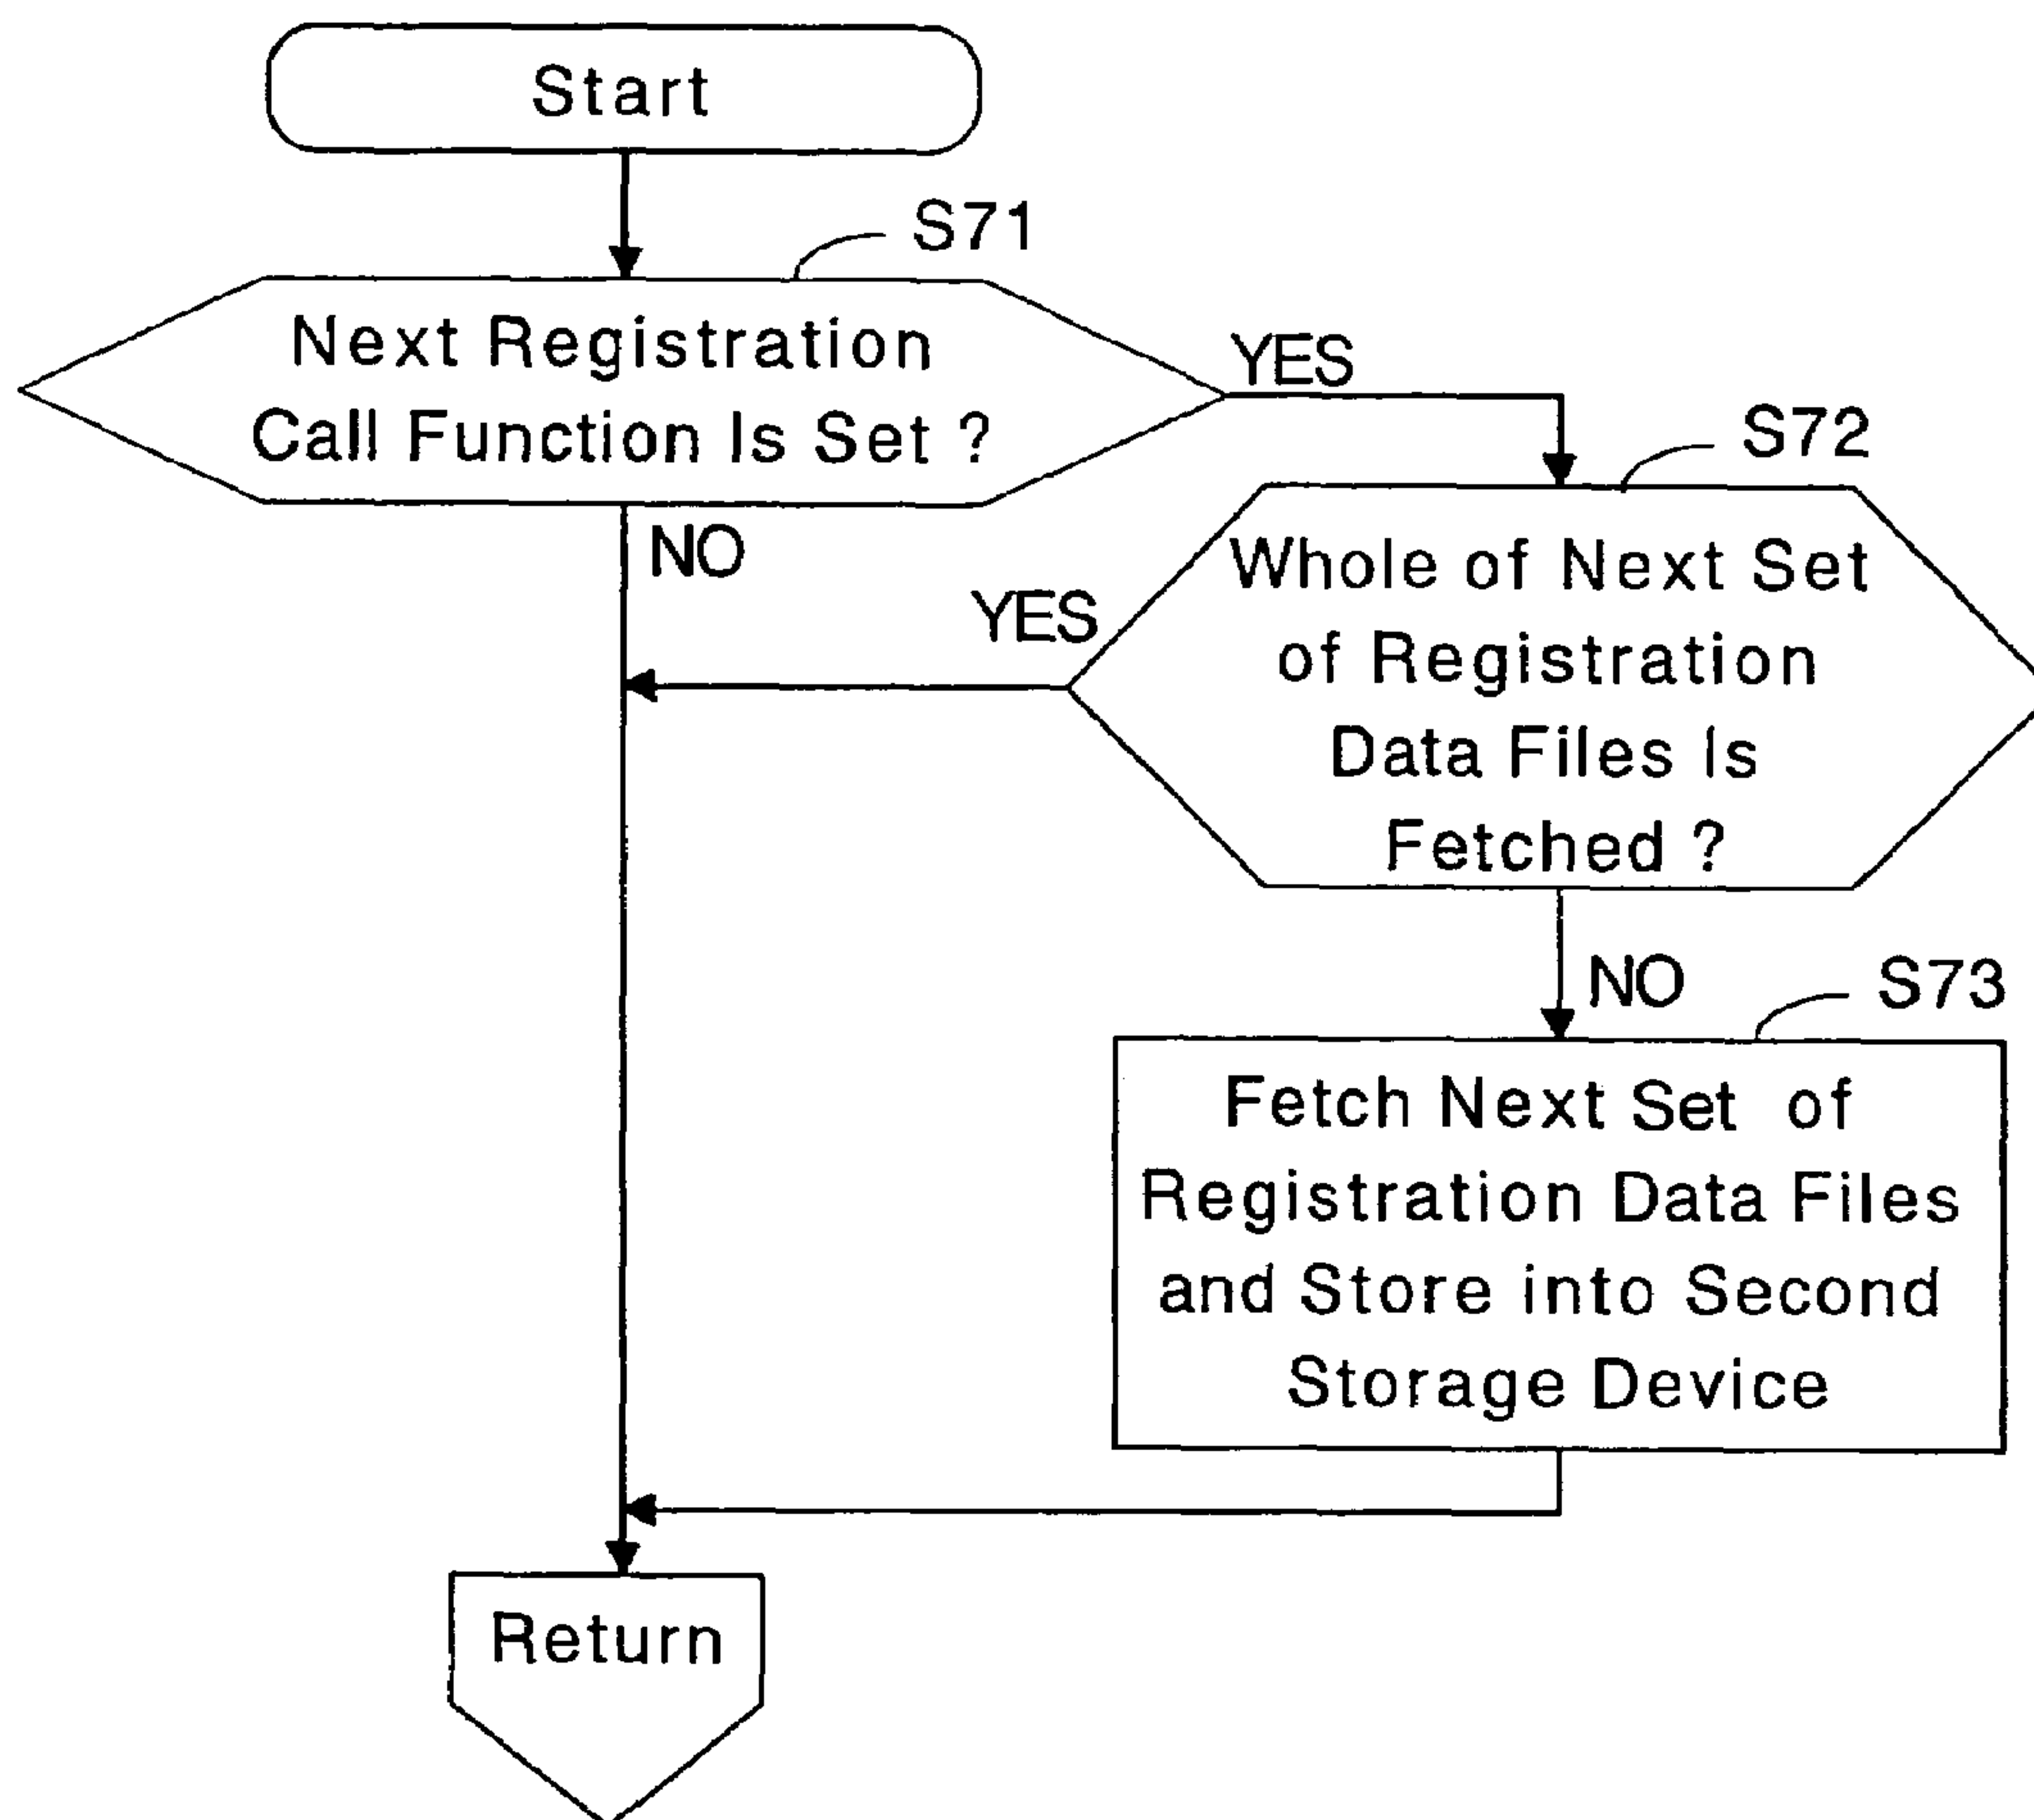 Start
S71
Next Registration
Call Function Is Set ?
YES
NO
S72
Whole of Next Set
of Registration
Data Files Is
Fetched ?
YES
NO
S73
Fetch Next Set of
Registration Data Files
and Store into Second
Storage Device
Return